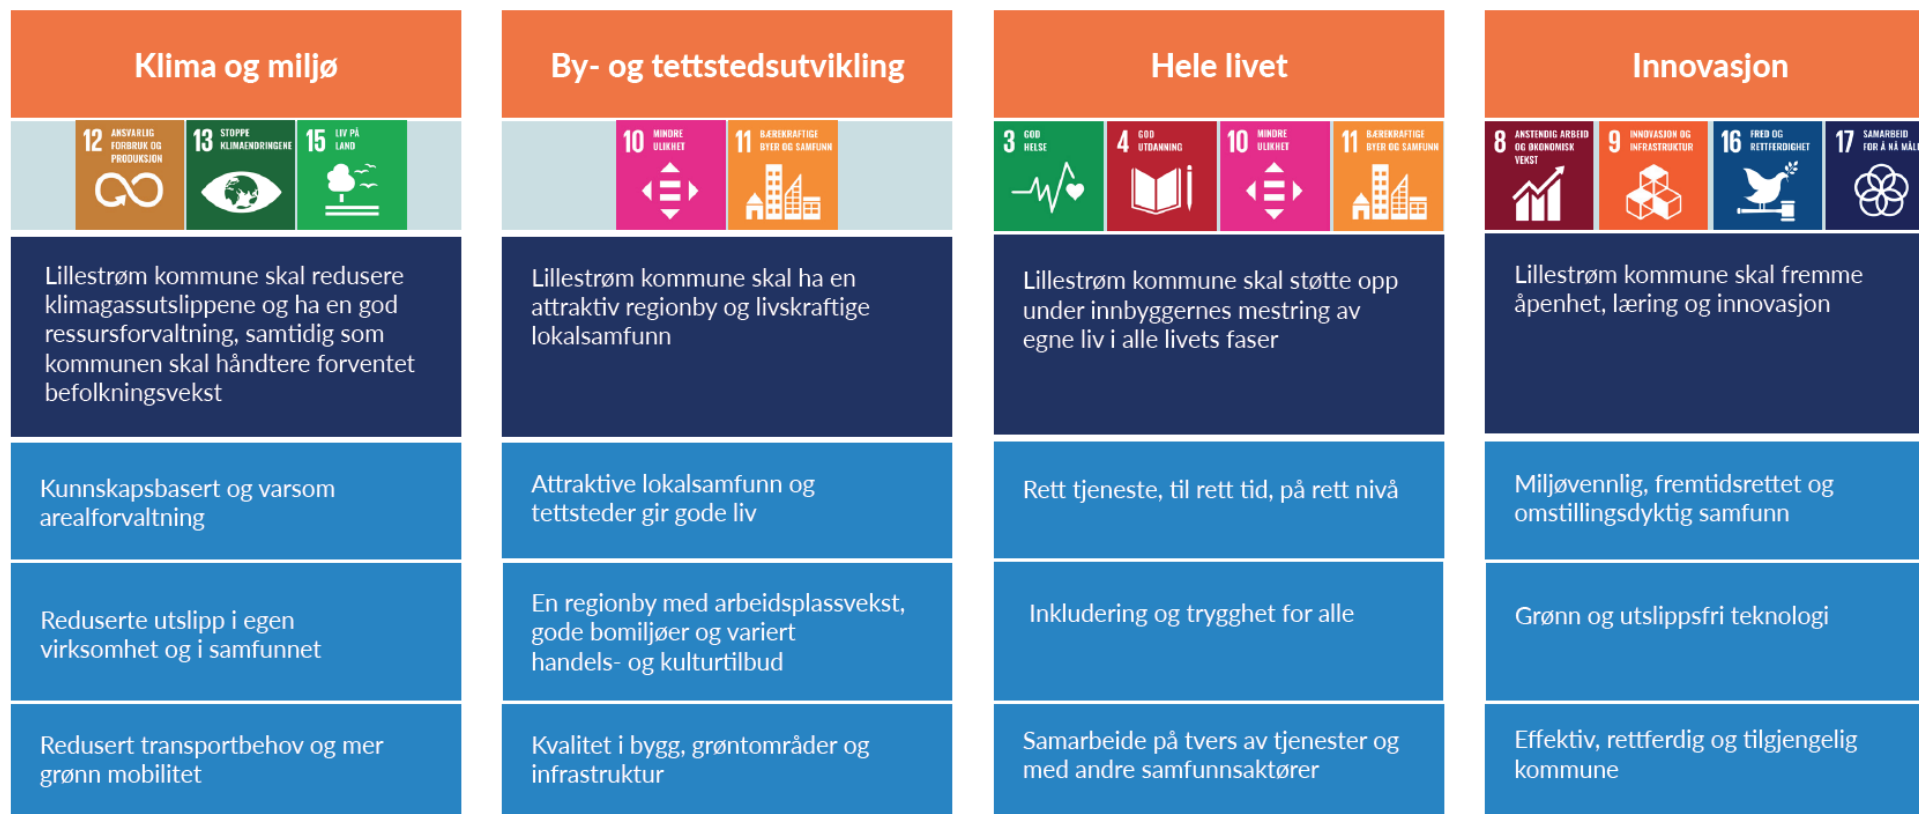 Klima og miljø
12 ANSVARLIG
FORBRUK OG
PRODUKSJON
13 STOPPE
KLIMAENDRINGENE
15 LIV PÅ
LAND
Lillestrøm kommune skal redusere
klimagassutslippene og ha en god
ressursforvaltning, samtidig som
kommunen skal håndtere forventet
befolkningsvekst
Kunnskapsbasert og varsom
arealforvaltning
Reduserte utslipp i egen
virksomhet og i samfunnet
Redusert transportbehov og mer
grønn mobilitet
By- og tettstedsutvikling
10 MINDRE
ULIKHET
11 BÆREKRAFTIGE
BYER OG SAMFUNN
Lillestrøm kommune skal ha en
attraktiv regionby og livskraftige
lokalsamfunn
Attraktive lokalsamfunn og
tettsteder gir gode liv
En regionby med arbeidsplassvekst,
gode bomiljøer og variert
handels- og kulturtilbud
Kvalitet i bygg, grøntområder og
infrastruktur
Hele livet
3 GOD
HELSE
4 GOD
UTDANNING
10 MINDRE
ULIKHET
11 BÆREKRAFTIGE
BYER OG SAMFUNN
Lillestrøm kommune skal støtte opp
under innbyggernes mestring av
egne liv i alle livets faser
Rett tjeneste, til rett tid, på rett nivå
Inkludering og trygghet for alle
Samarbeide på tvers av tjenester og
med andre samfunnsaktører
Innovasjon
8 ANSTENDIG ARBEID
OG ØKONOMISK
VEKST
9 INNOVASJON OG
INFRASTRUKTUR
16 FRED OG
RETTFERDIGHET
17 SAMARBEID
FOR Å NÅ
Lillestrøm kommune skal fremme
åpenhet, læring og innovasjon
Miljøvennlig, fremtidsrettet og
omstillingsdyktig samfunn
Grønn og utslippsfri teknologi
Effektiv, rettferdig og tilgjengelig
kommune